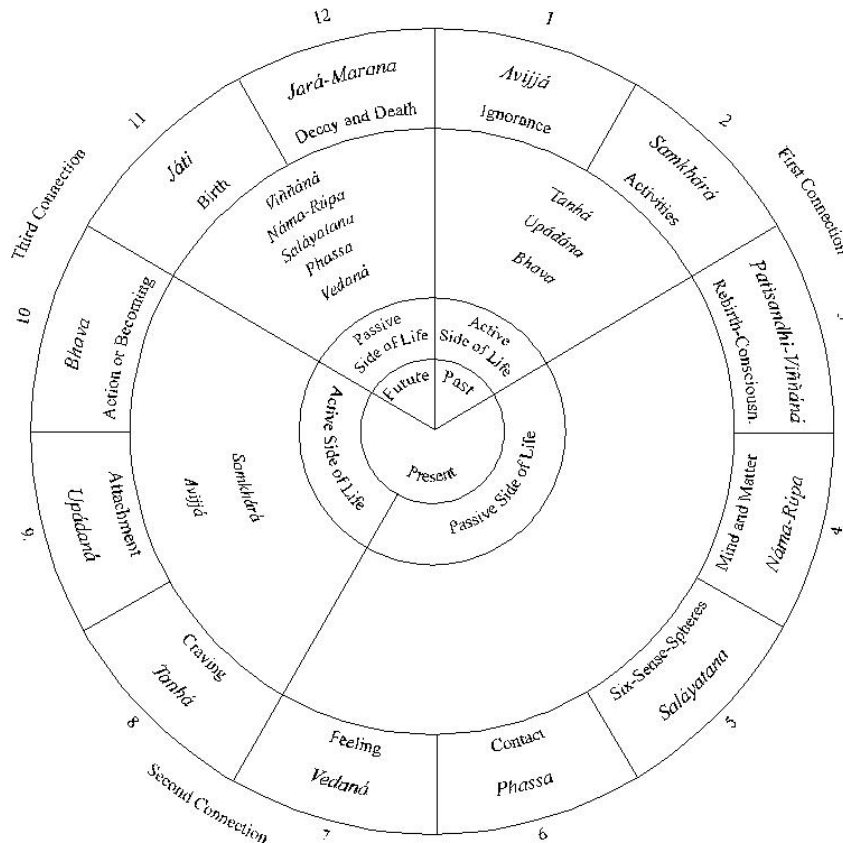 12
1
Jará-Marana
Decay and Death
Avijjá
Ignorance
11
2
Játi
Birth
Samkhárá
Activities
Third Connection
First Connection
Viññáná
Náma-Rúpa
Saláyatana
Phassa
Vedaná
Tanhá
Upádána
Bhava
10
3
Bhava
Action or Becoming
Patisandhi-Viññáná
Rebirth-Consciousn.
Passive
Side of Life
Active
Side of Life
Future
Past
Present
Active Side of Life
Passive Side of Life
Samkhárá
Avijjá
9.
4
Upádaná
Attachment
Mind and Matter
Náma-Rúpa
8
5
Craving
Tanhá
Six-Sense-Spheres
Saláyatana
Second Connection
7
6
Feeling
Vedaná
Contact
Phassa